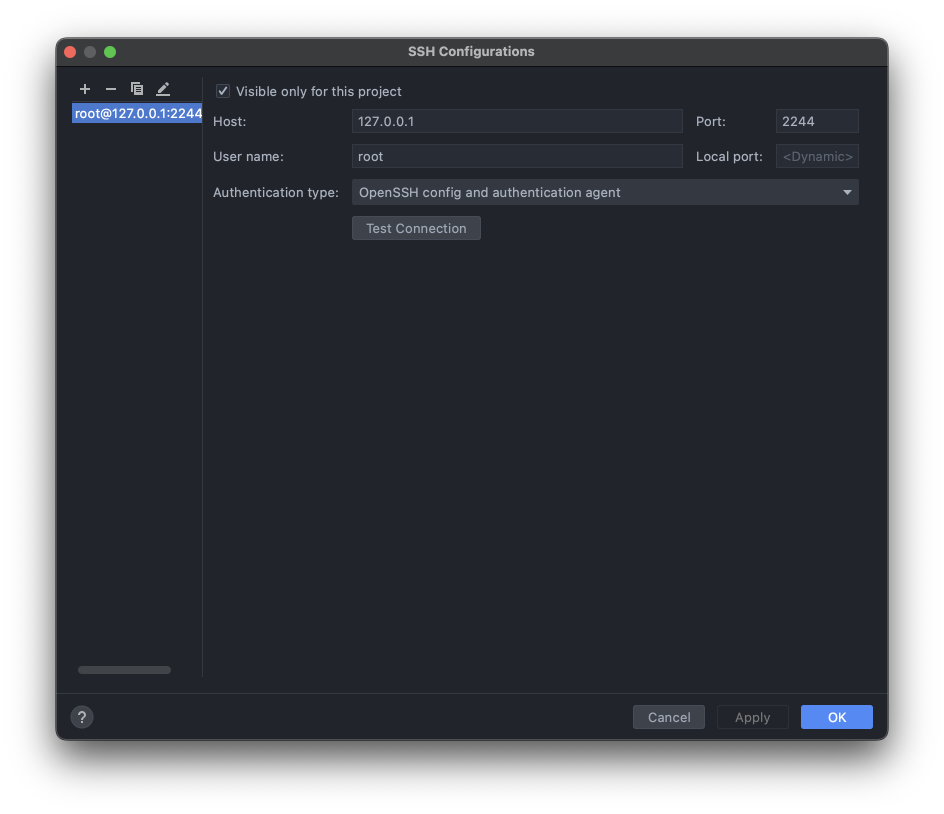 SSH Configurations
root@127.0.0.1:2244
Visible only for this project
Host: 127.0.0.1 Port: 2244
User name: root Local port: <Dynamic>
Authentication type: OpenSSH config and authentication agent
Test Connection
? Cancel Apply OK